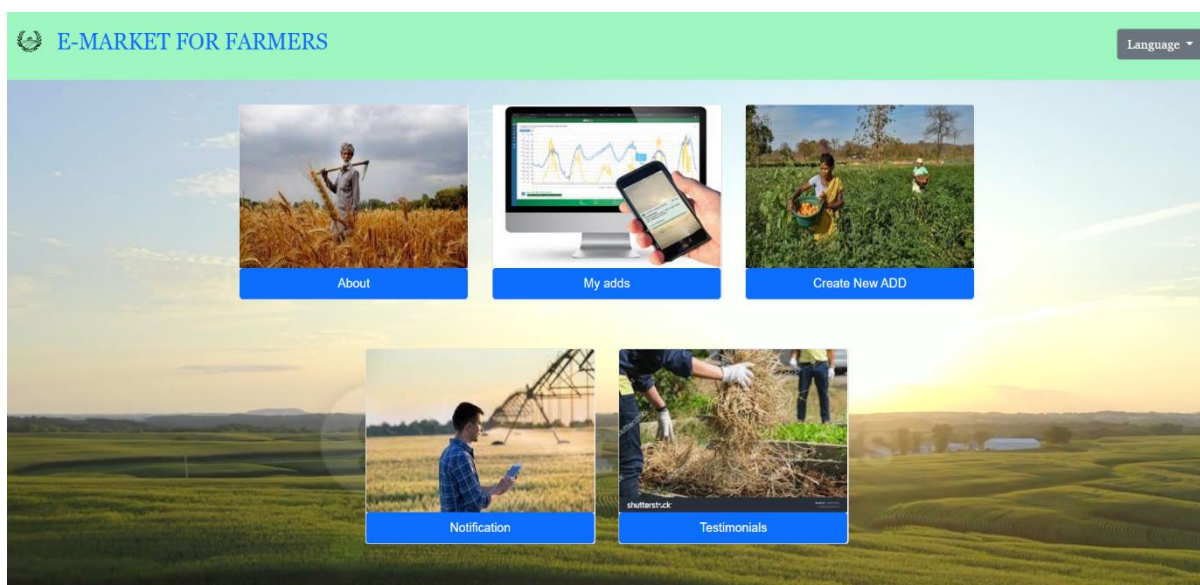 E-MARKET FOR FARMERS
Language
About
My adds
Create New ADD
shutterstock
Notification
Testimonials